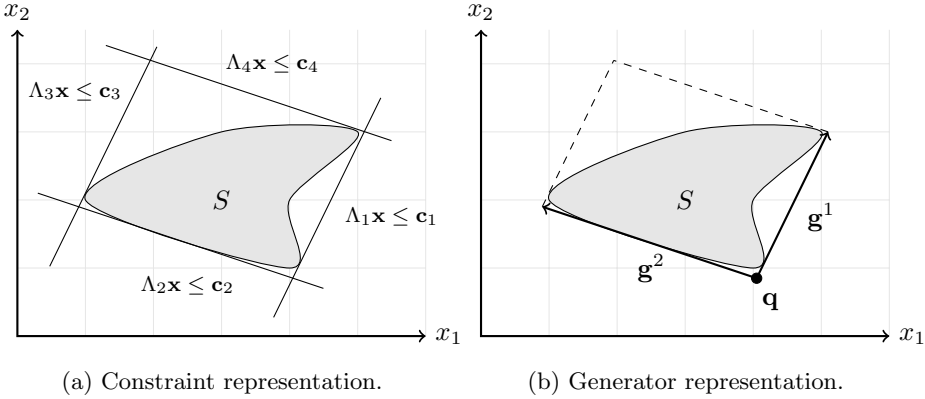 x₂
Λ₃x ≤ c₃
Λ₄x ≤ c₄
S
Λ₁x ≤ c₁
Λ₂x ≤ c₂
x₁
(a) Constraint representation.
x₂
S
g¹
g²
q
x₁
(b) Generator representation.